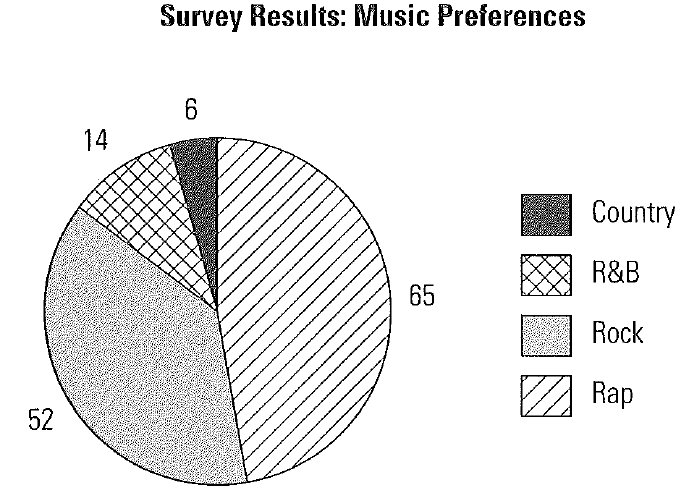 Survey Results: Music Preferences
6
14
65
52
Country
R&B
Rock
Rap